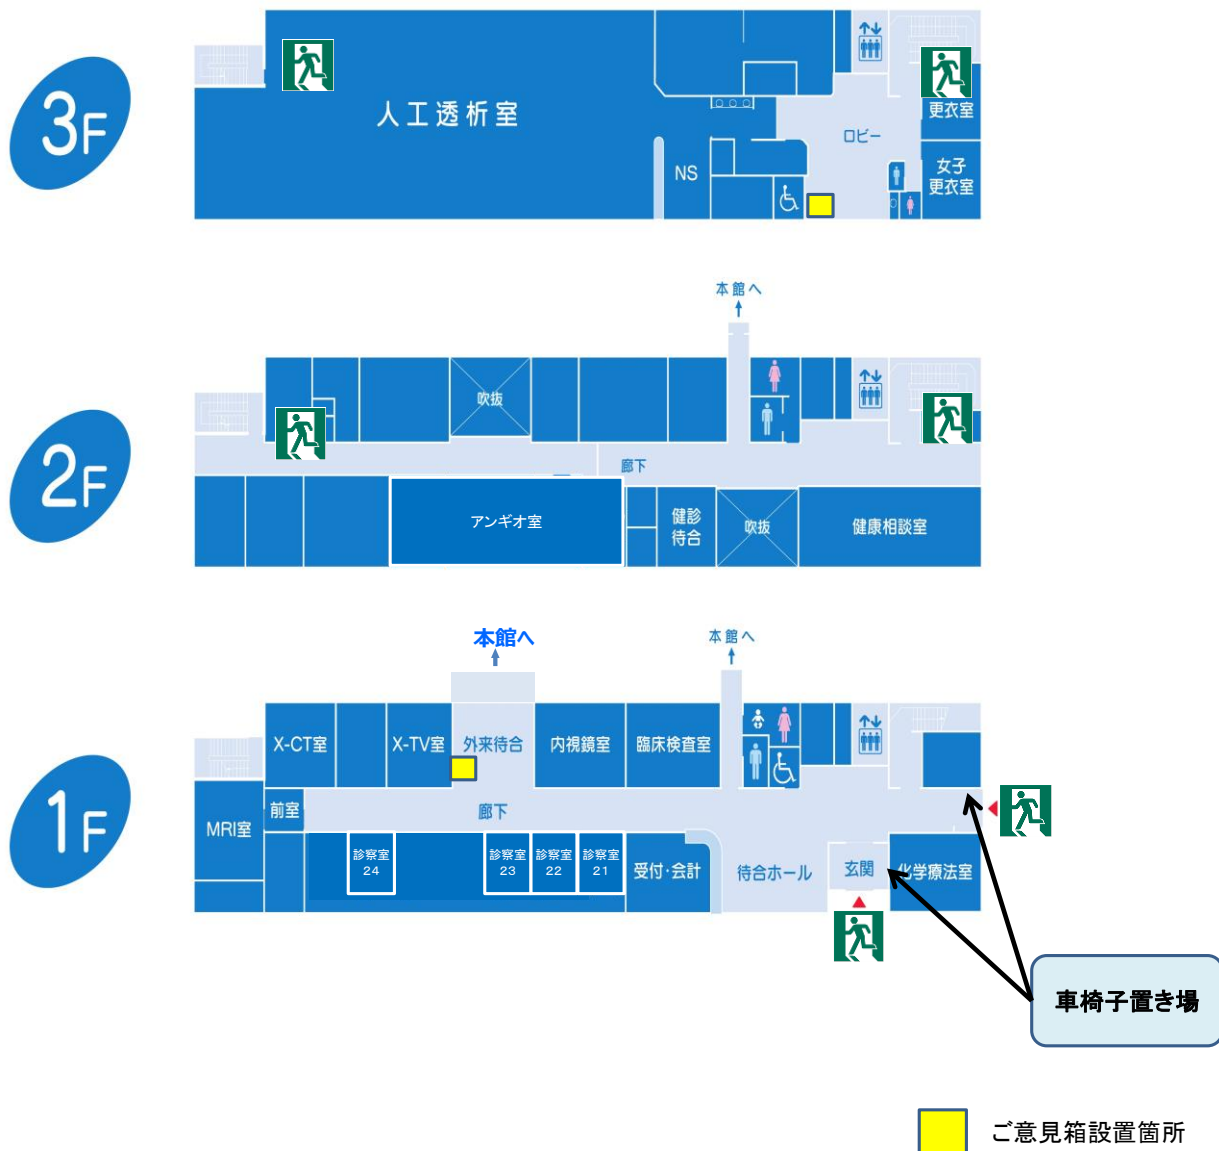 3F
人工透析室
NS
ロビー
更衣室
女子
更衣室
本館へ
2F
吹抜
廊下
アンギオ室
健診
待合
吹抜
健康相談室
本館へ
本館へ
1F
X-CT室
X-TV室
外来待合
内視鏡室
臨床検査室
MRI室
前室
廊下
診察室
24
診察室
23
診察室
22
診察室
21
受付・会計
待合ホール
玄関
化学療法室
車椅子置き場
ご意見箱設置箇所